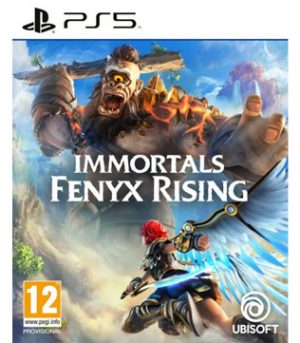 PS5
IMMORTALS
FENYX RISING
12
www.pegi.info
PROVISIONAL
UBISOFT